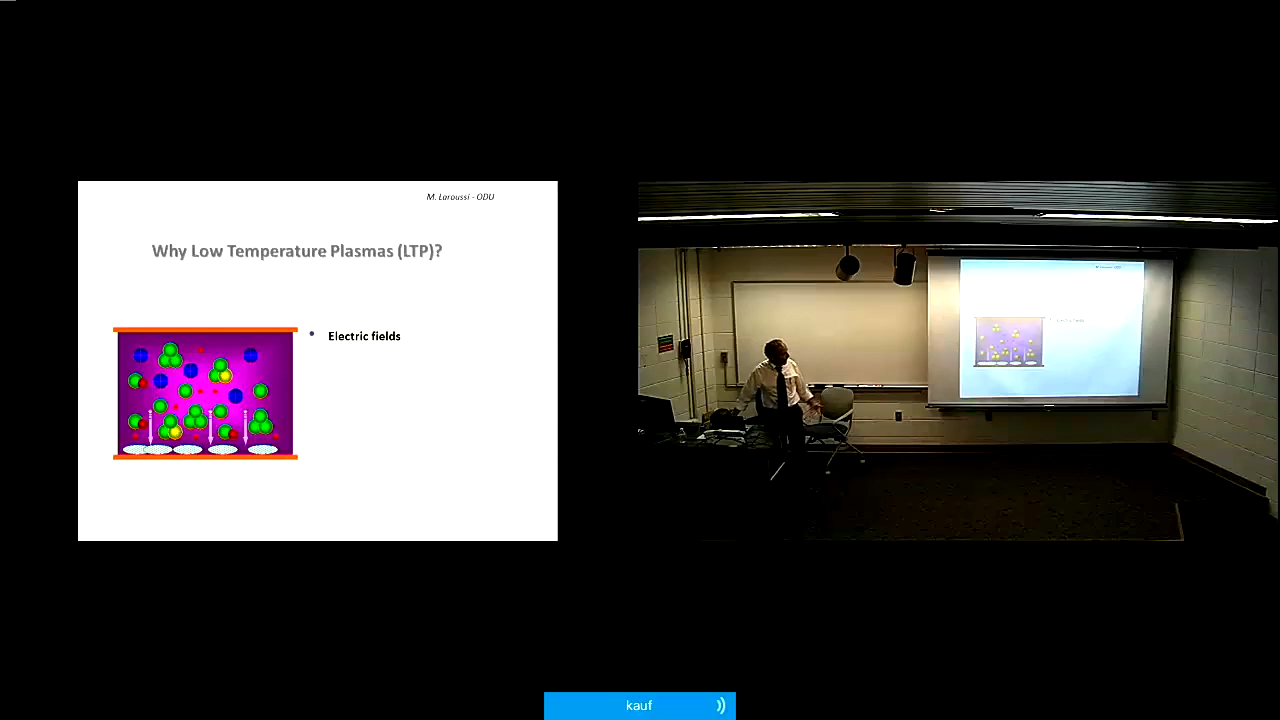 M. Laroussi - ODU
Why Low Temperature Plasmas (LTP)?
• Electric fields
kauf